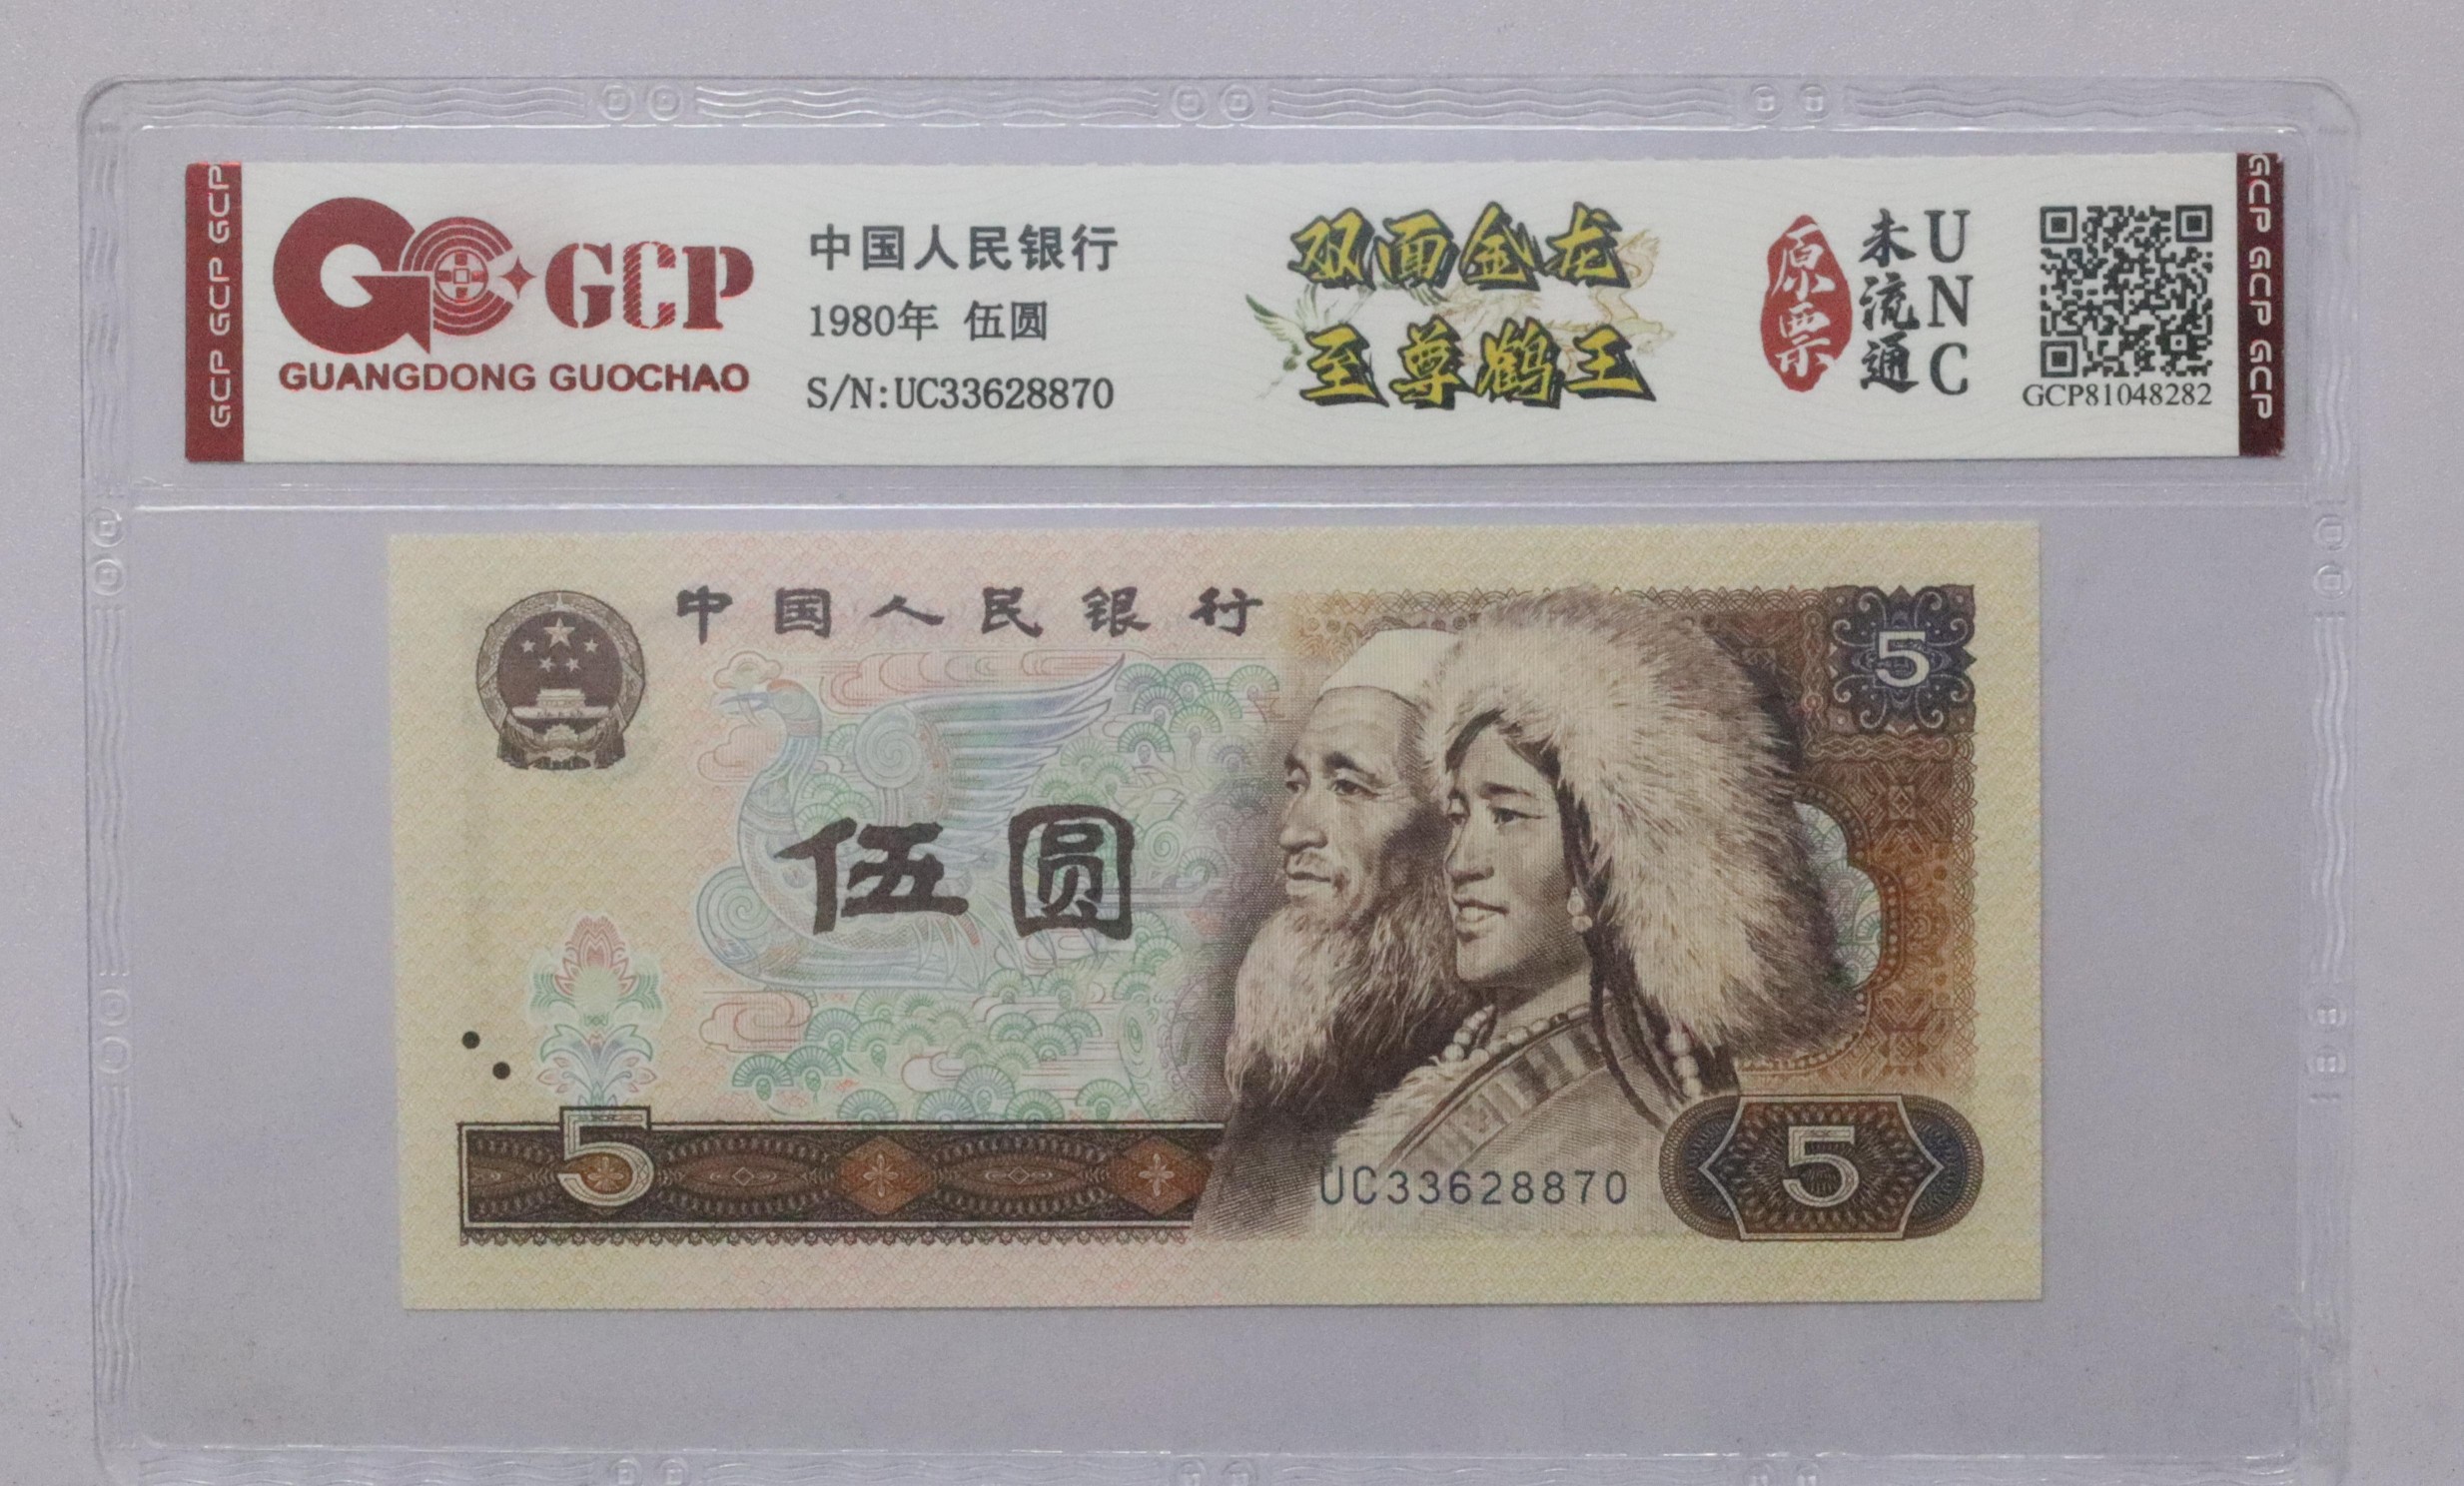 GCP GCP GCP
GCP
GUANGDONG GUOCHAO
中国人民银行
1980年 伍圆
S/N:UC33628870
双面金龙
至尊鹤王
原票
未流通
UNC
GCP81048282
GCP GCP GCP
中国人民银行
5
伍圆
5
UC33628870
5